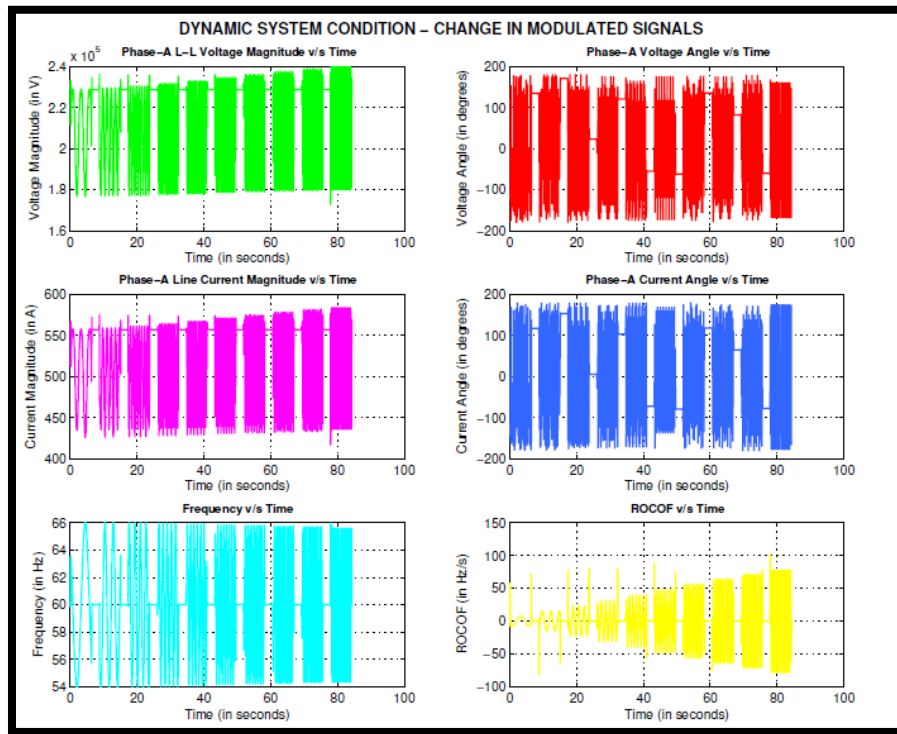 DYNAMIC SYSTEM CONDITION – CHANGE IN MODULATED SIGNALS
Phase−A L−L Voltage Magnitude v/s Time
x 10^5
2.4
2.2
2
1.8
1.6
Voltage Magnitude (in V)
0 20 40 60 80 100
Time (in seconds)
Phase−A Voltage Angle v/s Time
200
100
0
−100
−200
Voltage Angle (in degrees)
0 20 40 60 80 100
Time (in seconds)
Phase−A Line Current Magnitude v/s Time
600
550
500
450
400
Current Magnitude (in A)
0 20 40 60 80 100
Time (in seconds)
Phase−A Current Angle v/s Time
200
100
0
−100
−200
Current Angle (in degrees)
0 20 40 60 80 100
Time (in seconds)
Frequency v/s Time
66
64
62
60
58
56
54
Frequency (in Hz)
0 20 40 60 80 100
Time (in seconds)
ROCOF v/s Time
150
100
50
0
−50
−100
ROCOF (in Hz/s)
0 20 40 60 80 100
Time (in seconds)